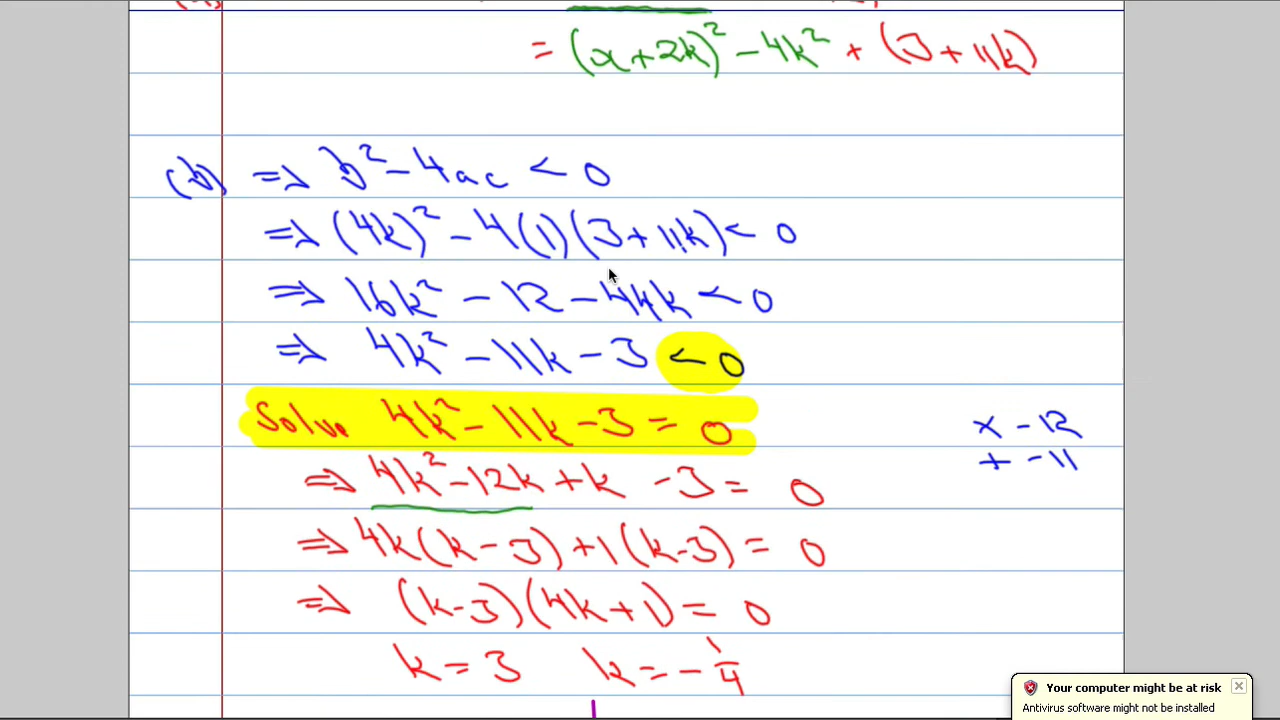 = (x+2k)² - 4k² + (3+11k)
(b) ⇒ b² - 4ac < 0
⇒ (4k)² - 4(1)(3+11k) < 0
⇒ 16k² - 12 - 44k < 0
⇒ 4k² - 11k - 3 < 0
Solve 4k² - 11k - 3 = 0
x -12
+ -11
⇒ 4k² - 12k + k - 3 = 0
⇒ 4k(k-3) + 1(k-3) = 0
⇒ (k-3)(4k+1) = 0
k = 3 k = -1/4
Your computer might be at risk
Antivirus software might not be installed